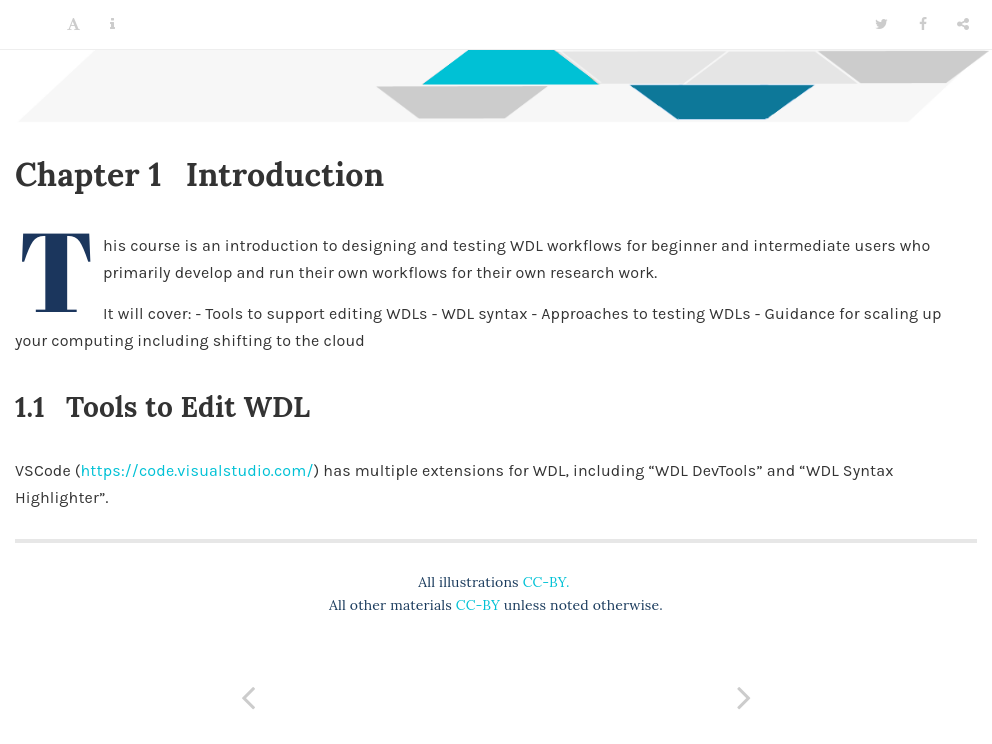 Chapter 1 Introduction
This course is an introduction to designing and testing WDL workflows for beginner and intermediate users who
primarily develop and run their own workflows for their own research work.
It will cover: - Tools to support editing WDLs - WDL syntax - Approaches to testing WDLs - Guidance for scaling up
your computing including shifting to the cloud
1.1 Tools to Edit WDL
VSCode (https://code.visualstudio.com/) has multiple extensions for WDL, including “WDL DevTools” and “WDL Syntax
Highlighter”.
All illustrations CC-BY.
All other materials CC-BY unless noted otherwise.